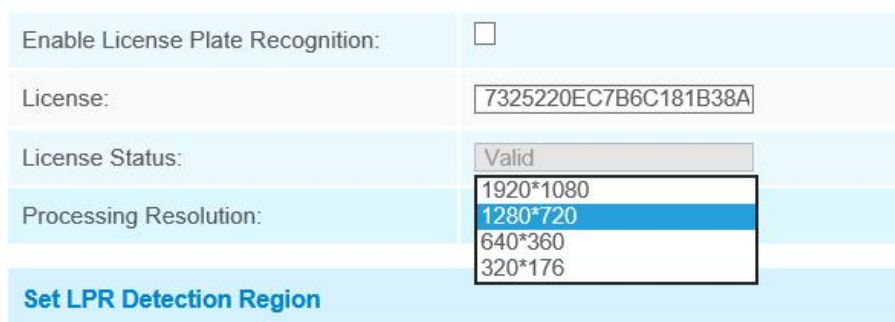 Enable License Plate Recognition:
License: 7325220EC7B6C181B38A
License Status: Valid
1920*1080
Processing Resolution: 1280*720
640*360
320*176
Set LPR Detection Region